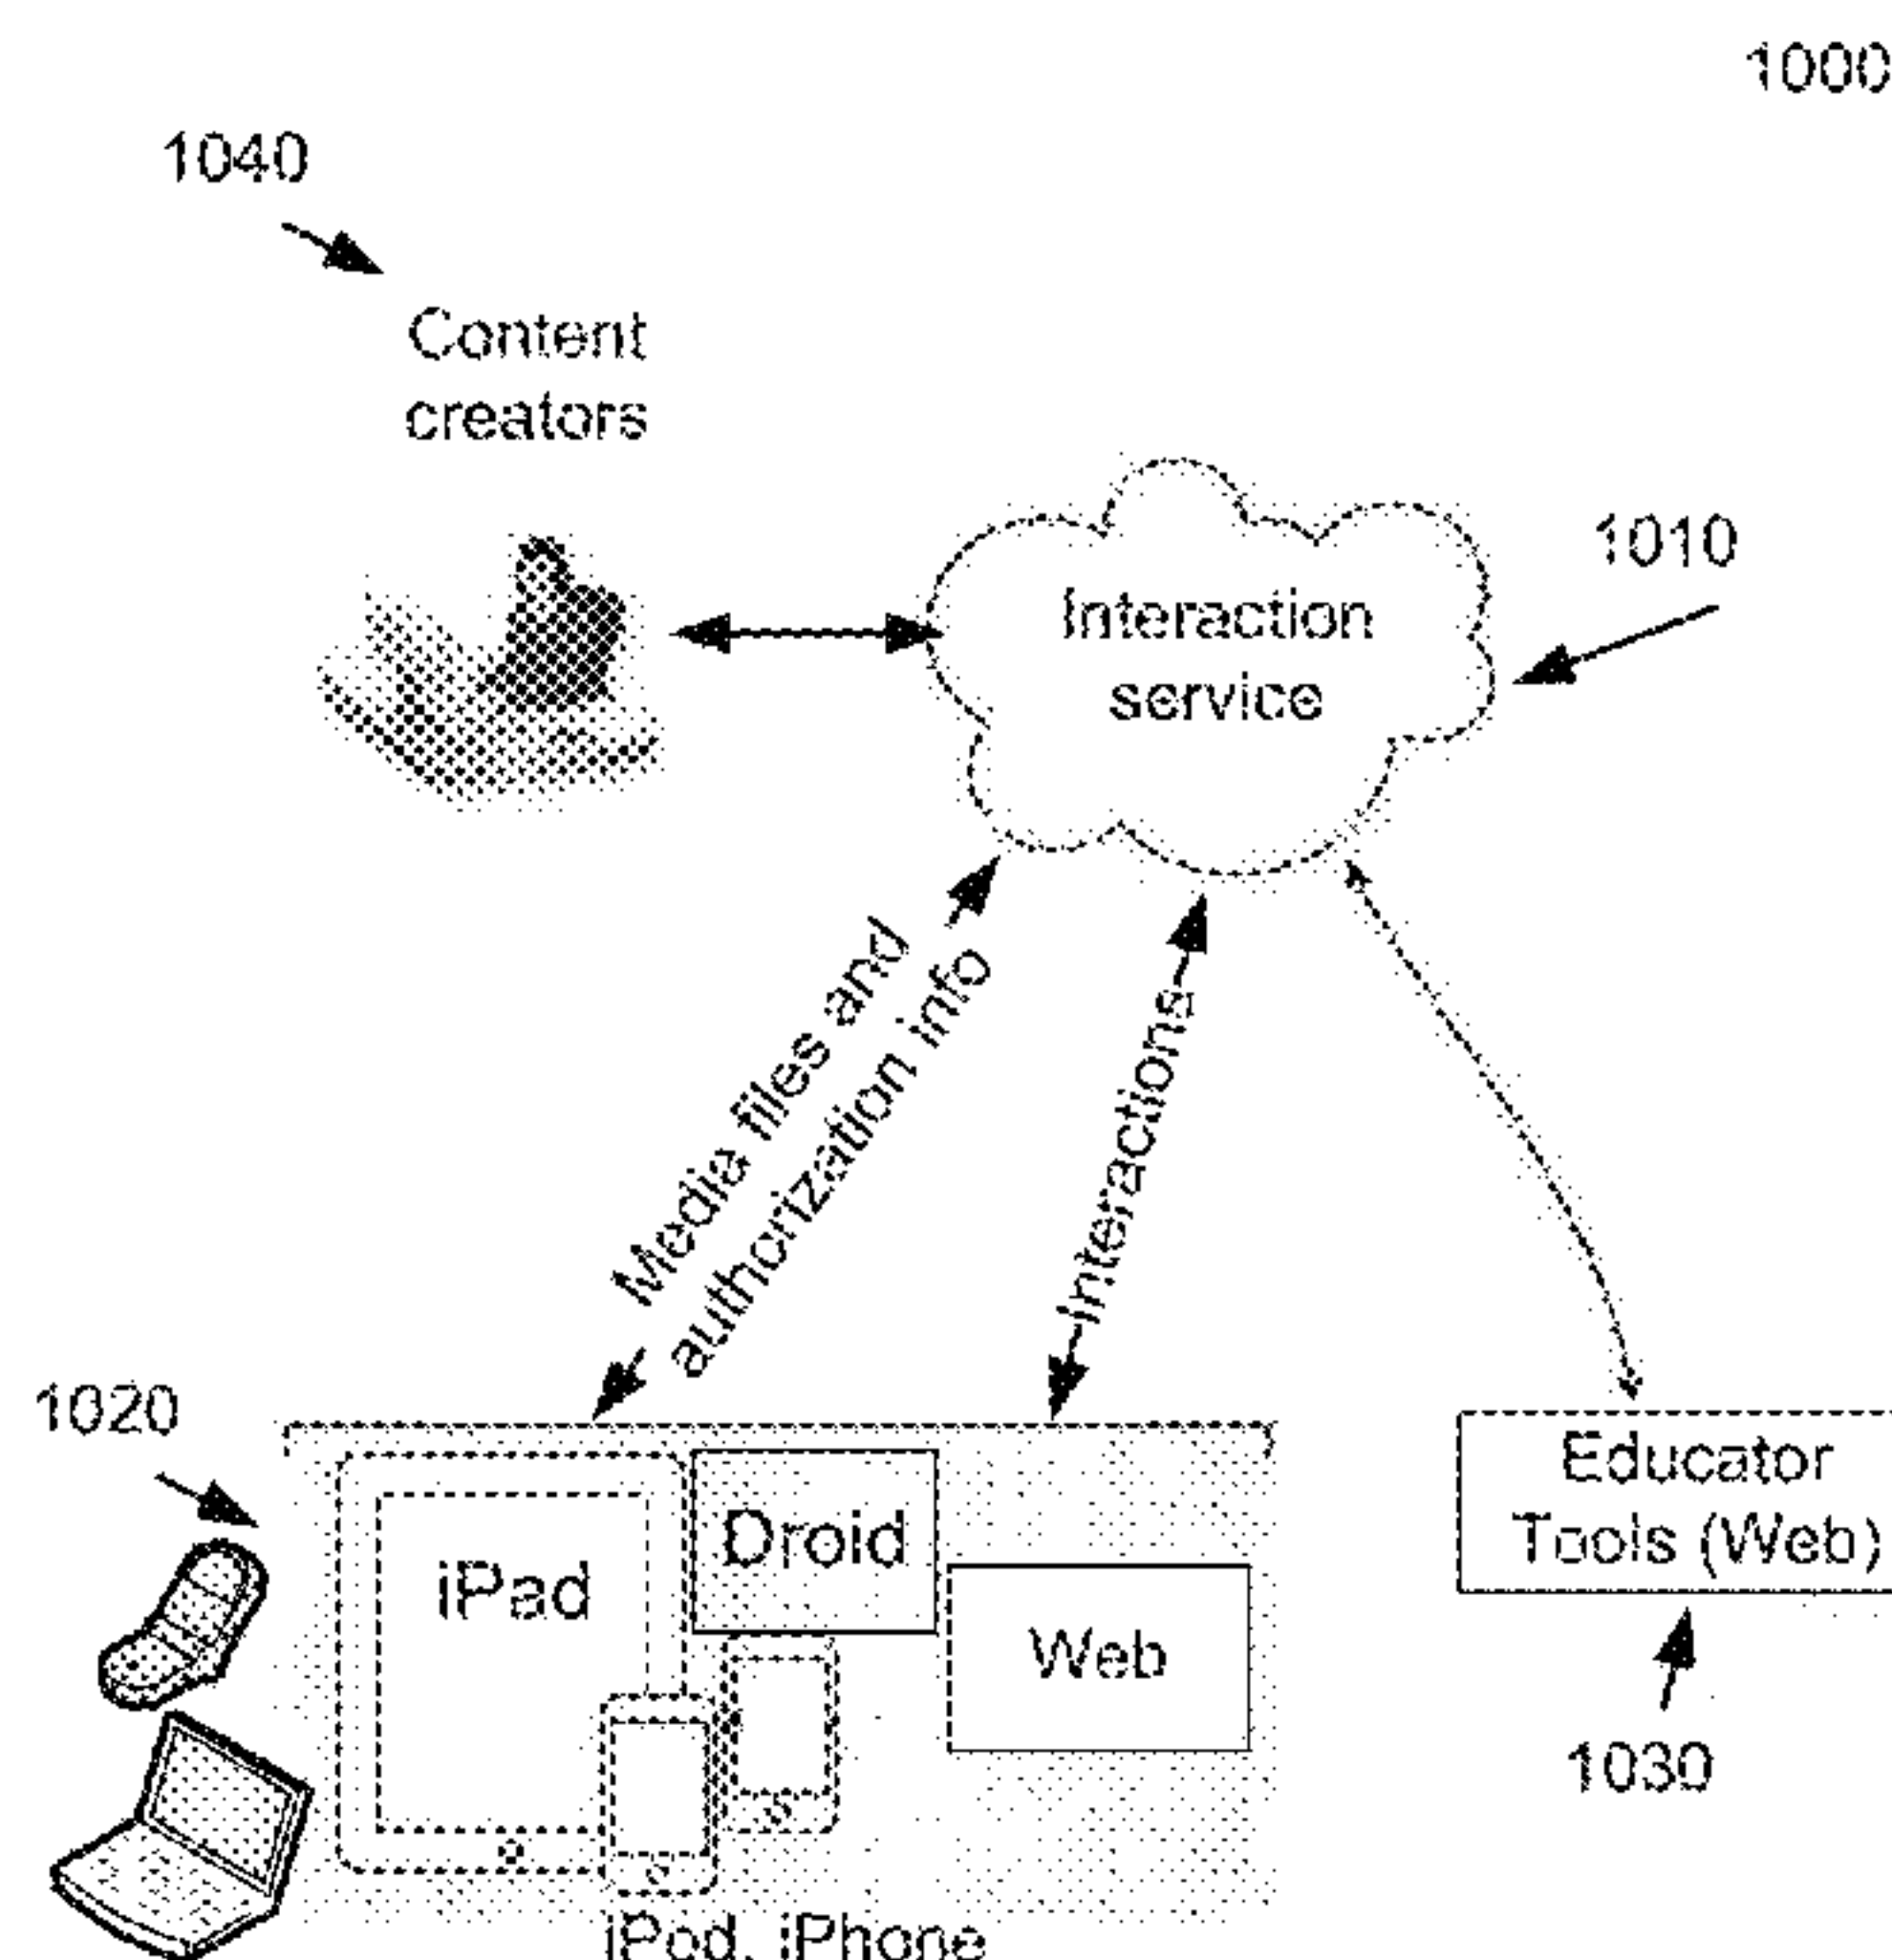 1000
1040
Content
creators
1010
Interaction
service
Media files and
authorization info
Interactions
1020
iPad
Droid
Web
Educator
Tools (Web)
1030
iPod, iPhone